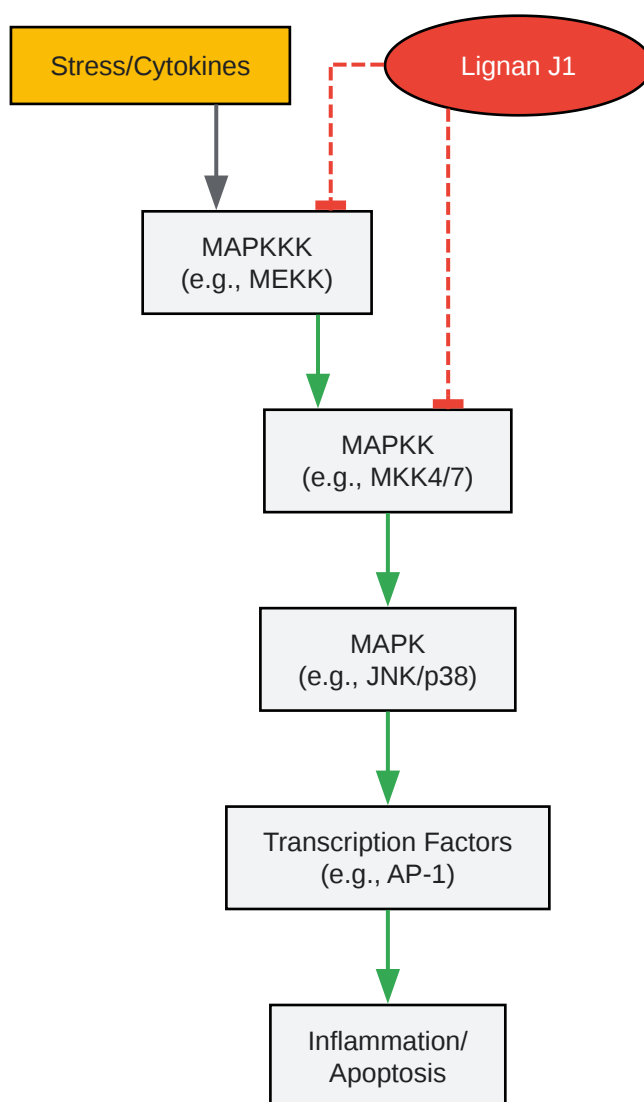 Stress/Cytokines
Lignan J1
MAPKKK
(e.g., MEKK)
MAPKK
(e.g., MKK4/7)
MAPK
(e.g., JNK/p38)
Transcription Factors
(e.g., AP-1)
Inflammation/
Apoptosis